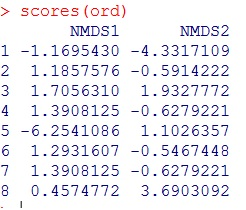 > scores(ord)
NMDS1 NMDS2
1 -1.1695430 -4.3317109
2 1.1857576 -0.5914222
3 1.7056310 1.9327772
4 1.3908125 -0.6279221
5 -6.2541086 1.1026357
6 1.2931607 -0.5467448
7 1.3908125 -0.6279221
8 0.4574772 3.6903092
>